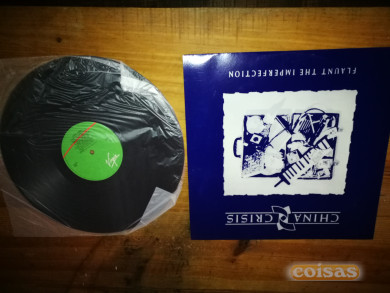 FLAUNT THE IMPERFECTION
CHINA CRISIS
Virgin
coisas